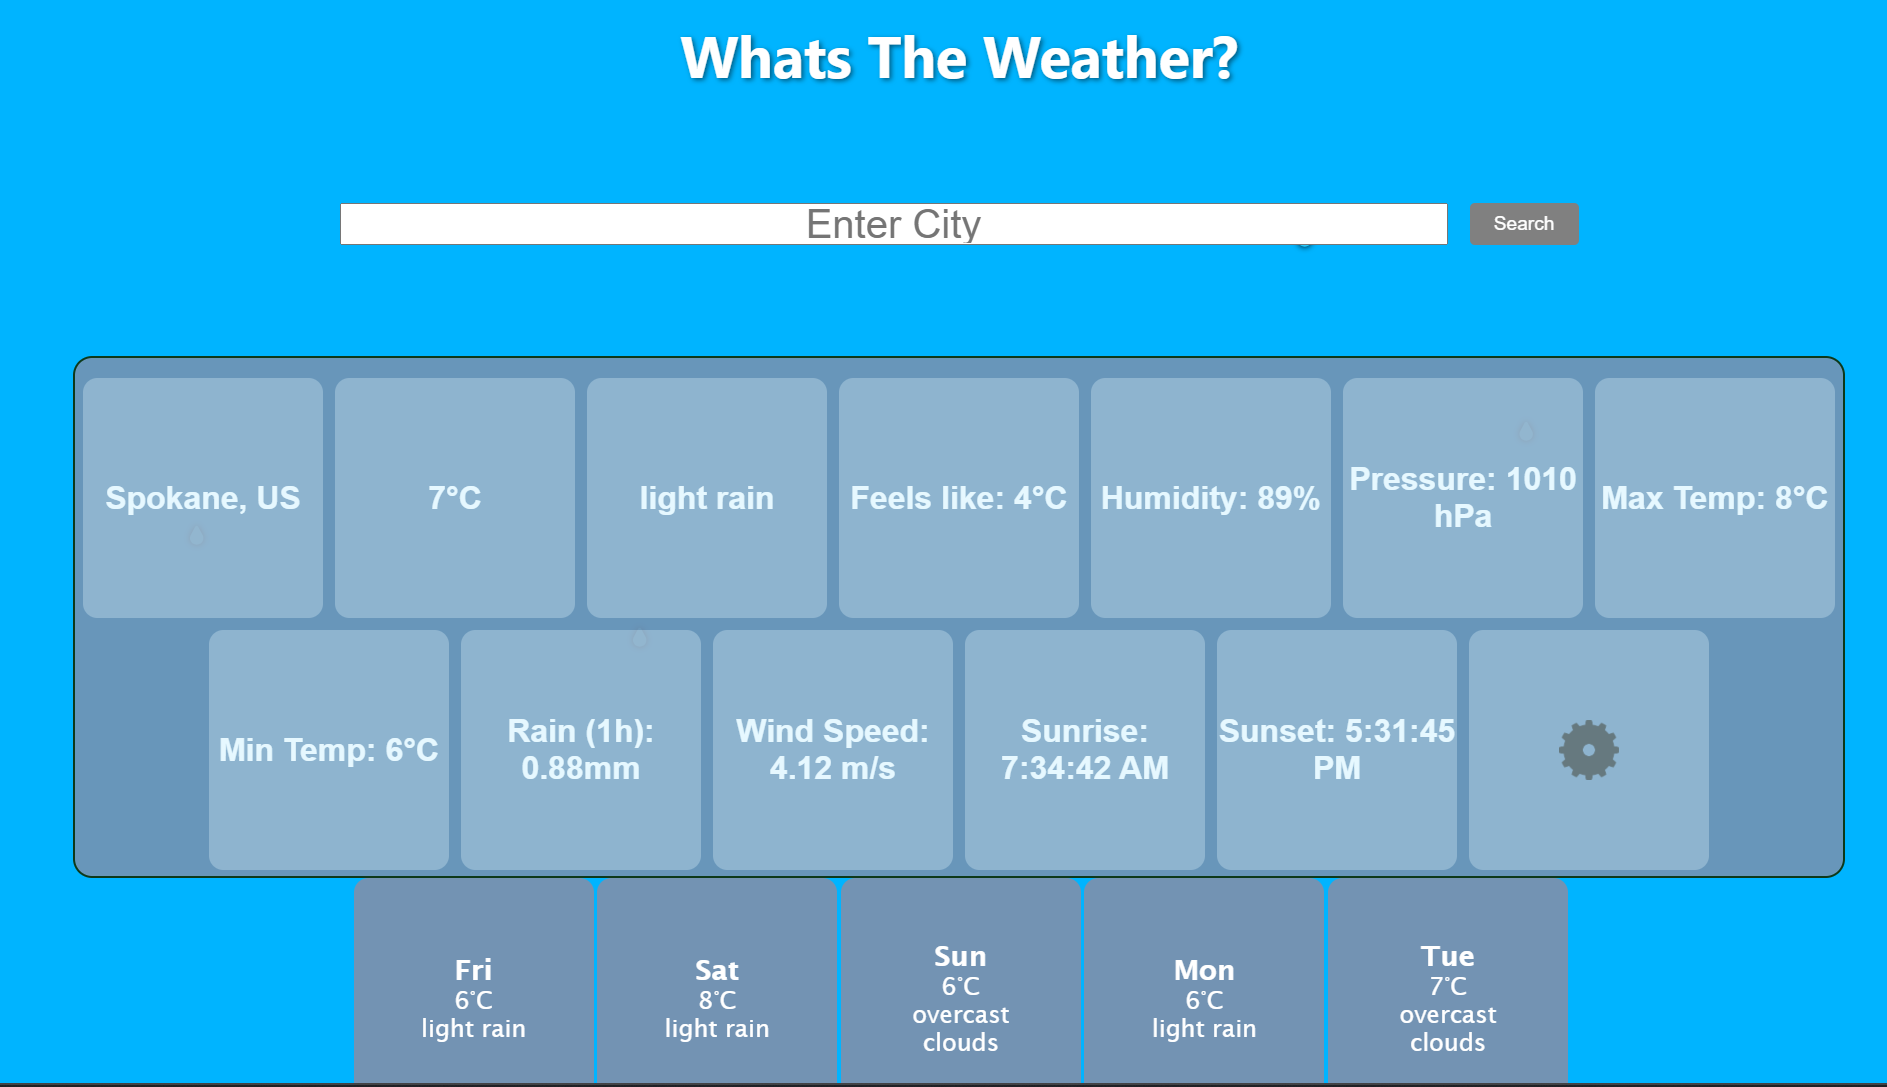 Whats The Weather?
Enter City
Search
Spokane, US
7°C
light rain
Feels like: 4°C
Humidity: 89%
Pressure: 1010
hPa
Max Temp: 8°C
Min Temp: 6°C
Rain (1h):
0.88mm
Wind Speed:
4.12 m/s
Sunrise:
7:34:42 AM
Sunset: 5:31:45
PM
Fri
6°C
light rain
Sat
8°C
light rain
Sun
6°C
overcast
clouds
Mon
6°C
light rain
Tue
7°C
overcast
clouds